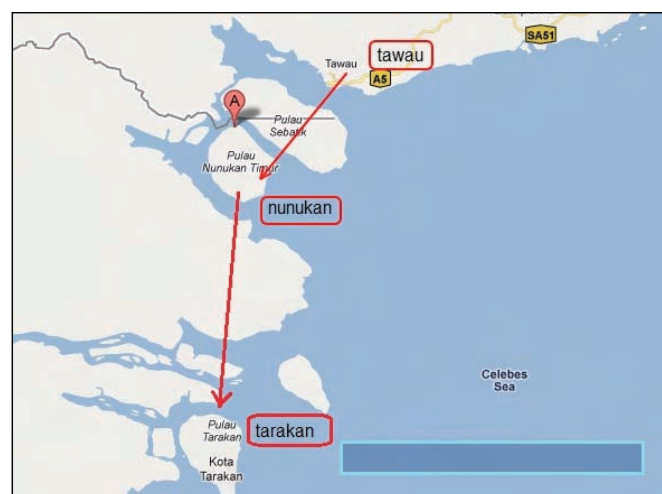 SA51
tawau
Tawau
A5
A
Pulau
Sebatik
Pulau
Nunukan Timur
nunukan
Celebes
Sea
tarakan
Pulau
Tarakan
Kota
Tarakan